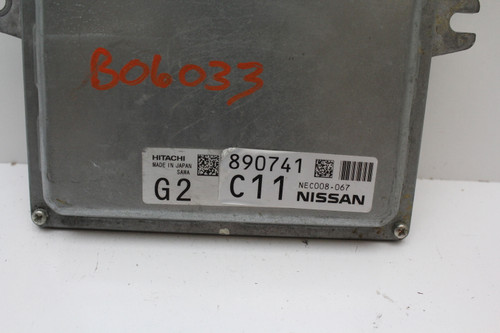 B06033
HITACHI
MADE IN JAPAN
SAWA
G2
890741
C11
NEC008-067
NISSAN